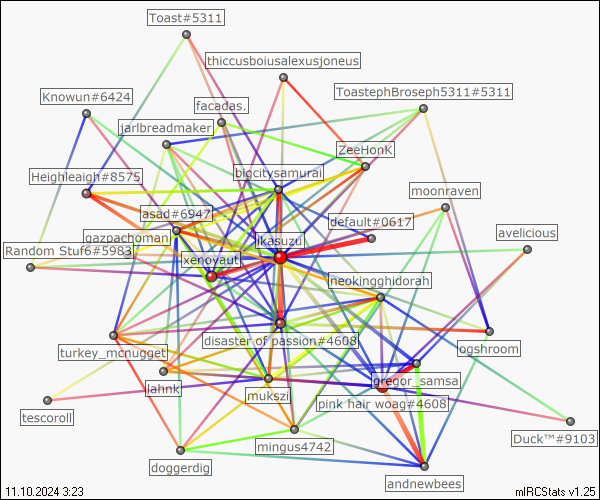 Toast#5311
thiccusboiusalexusjoneus
ToastephBroseph5311#5311
Knowun#6424
facadas.
jarlbreadmaker
ZeeHonK
bigcitysamurai
Heighleaigh#8575
moonraven
asad#6947
default#0617
avelicious
gazpachoman
jikasuzu
Random Stuf6#5983
xenoyaut
neokingghidorah
disaster of passion#4608
ogshroom
turkey_mcnugget
lahnk
gregor_samsa
mukszi
pink hair woag#4608
tescoroll
mingus4742
Duck™#9103
doggerdig
andnewbees
11.10.2024 3:23
mIRCStats v1.25